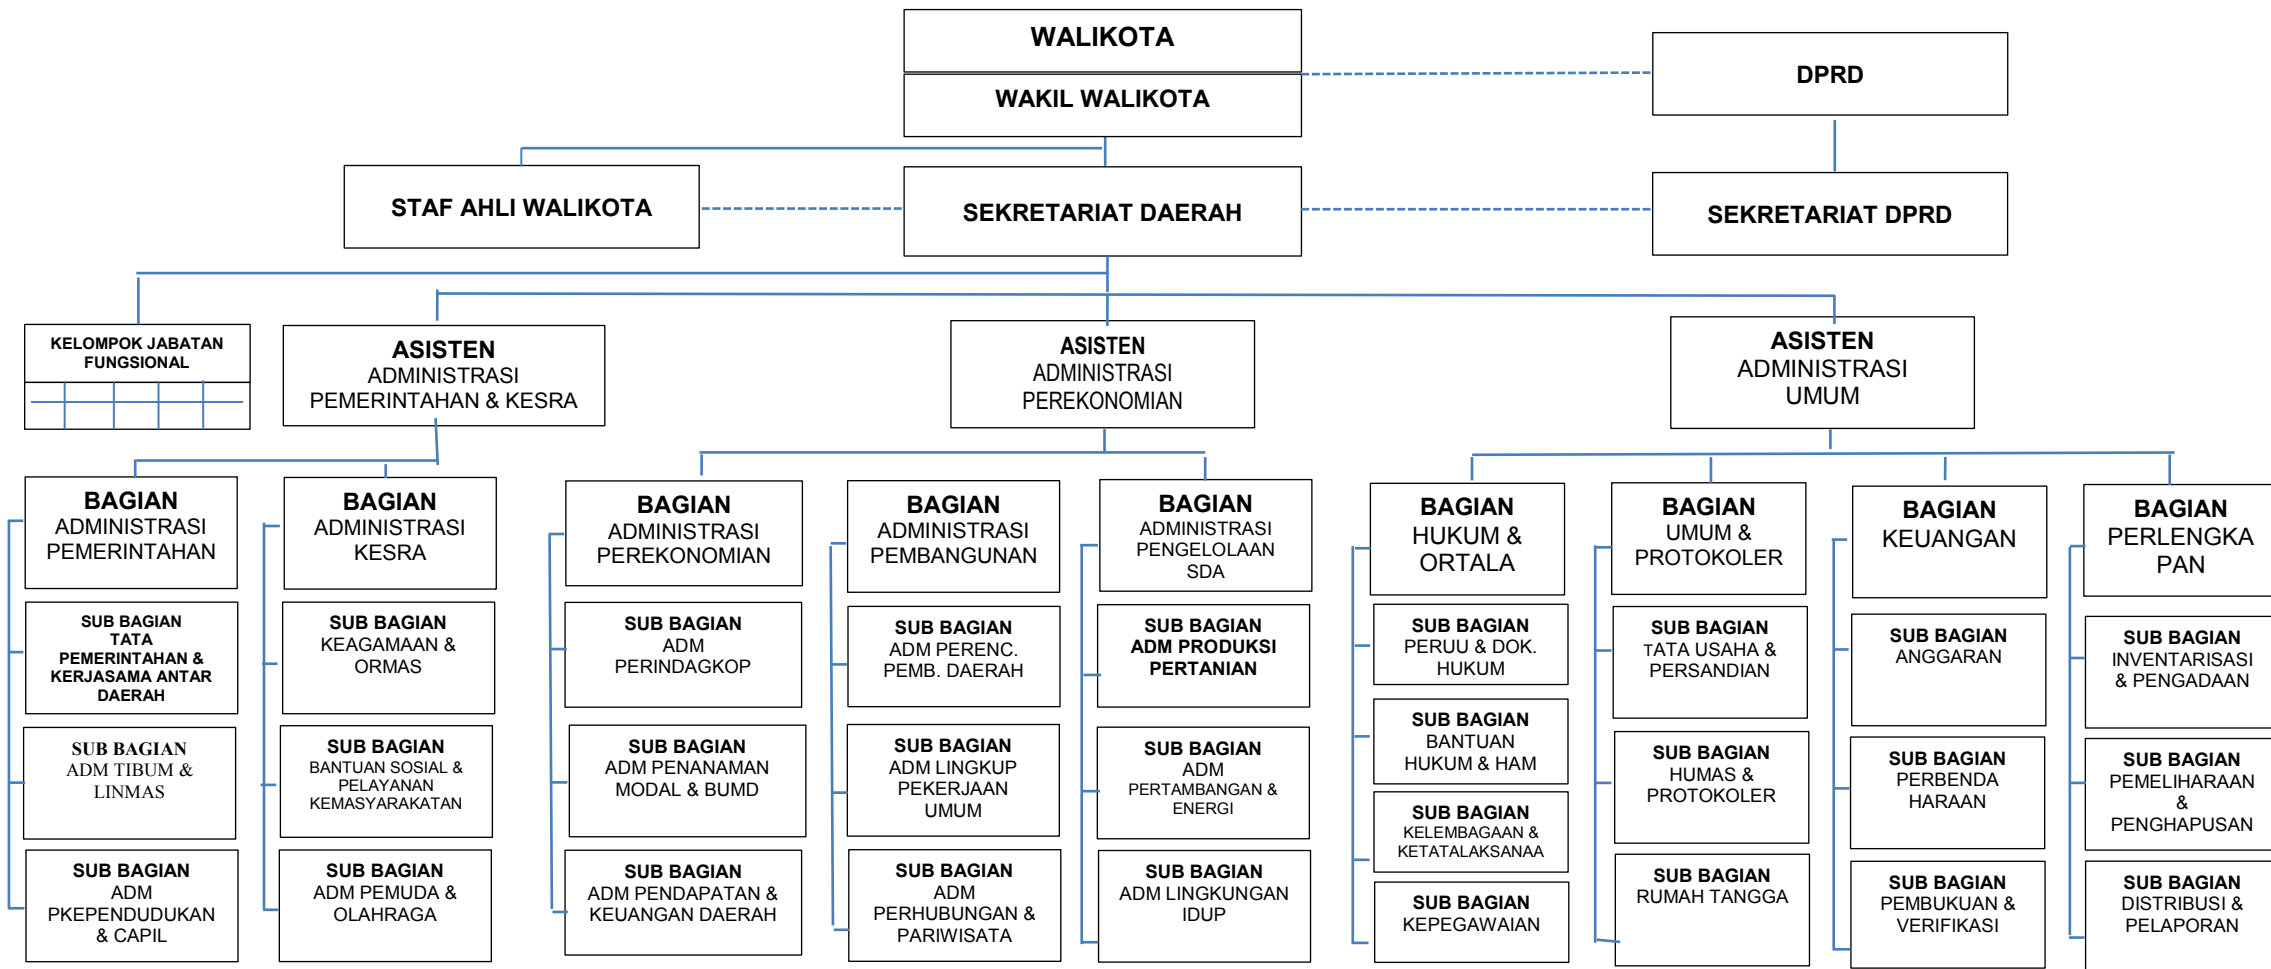 WALIKOTA
WAKIL WALIKOTA
DPRD
STAF AHLI WALIKOTA
SEKRETARIAT DAERAH
SEKRETARIAT DPRD
KELOMPOK JABATAN
FUNGSIONAL
ASISTEN
ADMINISTRASI
PEMERINTAHAN & KESRA
ASISTEN
ADMINISTRASI
PEREKONOMIAN
ASISTEN
ADMINISTRASI
UMUM
BAGIAN
ADMINISTRASI
PEMERINTAHAN
BAGIAN
ADMINISTRASI
KESRA
BAGIAN
ADMINISTRASI
PEREKONOMIAN
BAGIAN
ADMINISTRASI
PEMBANGUNAN
BAGIAN
ADMINISTRASI
PENGELOLAAN
SDA
BAGIAN
HUKUM &
ORTALA
BAGIAN
UMUM &
PROTOKOLER
BAGIAN
KEUANGAN
BAGIAN
PERLENGKA
PAN
SUB BAGIAN
TATA
PEMERINTAHAN &
KERJASAMA ANTAR
DAERAH
SUB BAGIAN
KEAGAMAAN &
ORMAS
SUB BAGIAN
ADM
PERINDAGKOP
SUB BAGIAN
ADM PERENC.
PEMB. DAERAH
SUB BAGIAN
ADM PRODUKSI
PERTANIAN
SUB BAGIAN
PERUU & DOK.
HUKUM
SUB BAGIAN
TATA USAHA &
PERSANDIAN
SUB BAGIAN
ANGGARAN
SUB BAGIAN
INVENTARISASI
& PENGADAAN
SUB BAGIAN
ADM TIBUM &
LINMAS
SUB BAGIAN
BANTUAN SOSIAL &
PELAYANAN
KEMASYARAKATAN
SUB BAGIAN
ADM PENANAMAN
MODAL & BUMD
SUB BAGIAN
ADM LINGKUP
PEKERJAAN
UMUM
SUB BAGIAN
ADM
PERTAMBANGAN &
ENERGI
SUB BAGIAN
BANTUAN
HUKUM & HAM
SUB BAGIAN
HUMAS &
PROTOKOLER
SUB BAGIAN
PERBENDA
HARAAN
SUB BAGIAN
PEMELIHARAAN
&
PENGHAPUSAN
SUB BAGIAN
KELEMBAGAAN &
KETATALAKSANAA
SUB BAGIAN
ADM
PKEPENDUDUKAN
& CAPIL
SUB BAGIAN
ADM PEMUDA &
OLAHRAGA
SUB BAGIAN
ADM PENDAPATAN &
KEUANGAN DAERAH
SUB BAGIAN
ADM
PERHUBUNGAN &
PARIWISATA
SUB BAGIAN
ADM LINGKUNGAN
IDUP
SUB BAGIAN
KEPEGAWAIAN
SUB BAGIAN
RUMAH TANGGA
SUB BAGIAN
PEMBUKUAN &
VERIFIKASI
SUB BAGIAN
DISTRIBUSI &
PELAPORAN